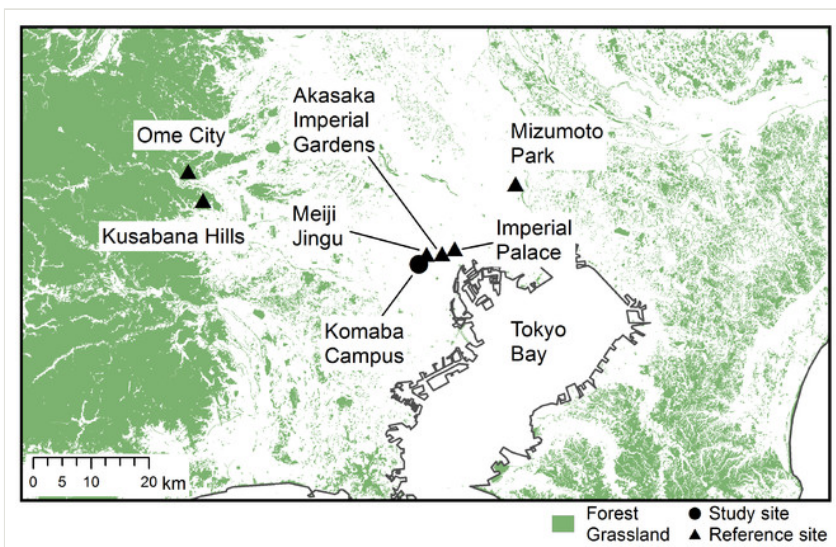 Akasaka
Imperial
Gardens
Ome City
Mizumoto
Park
Meiji
Jingu
Imperial
Palace
Kusabana Hills
Komaba
Campus
Tokyo
Bay
0 5 10 20 km
Forest
Grassland
Study site
Reference site